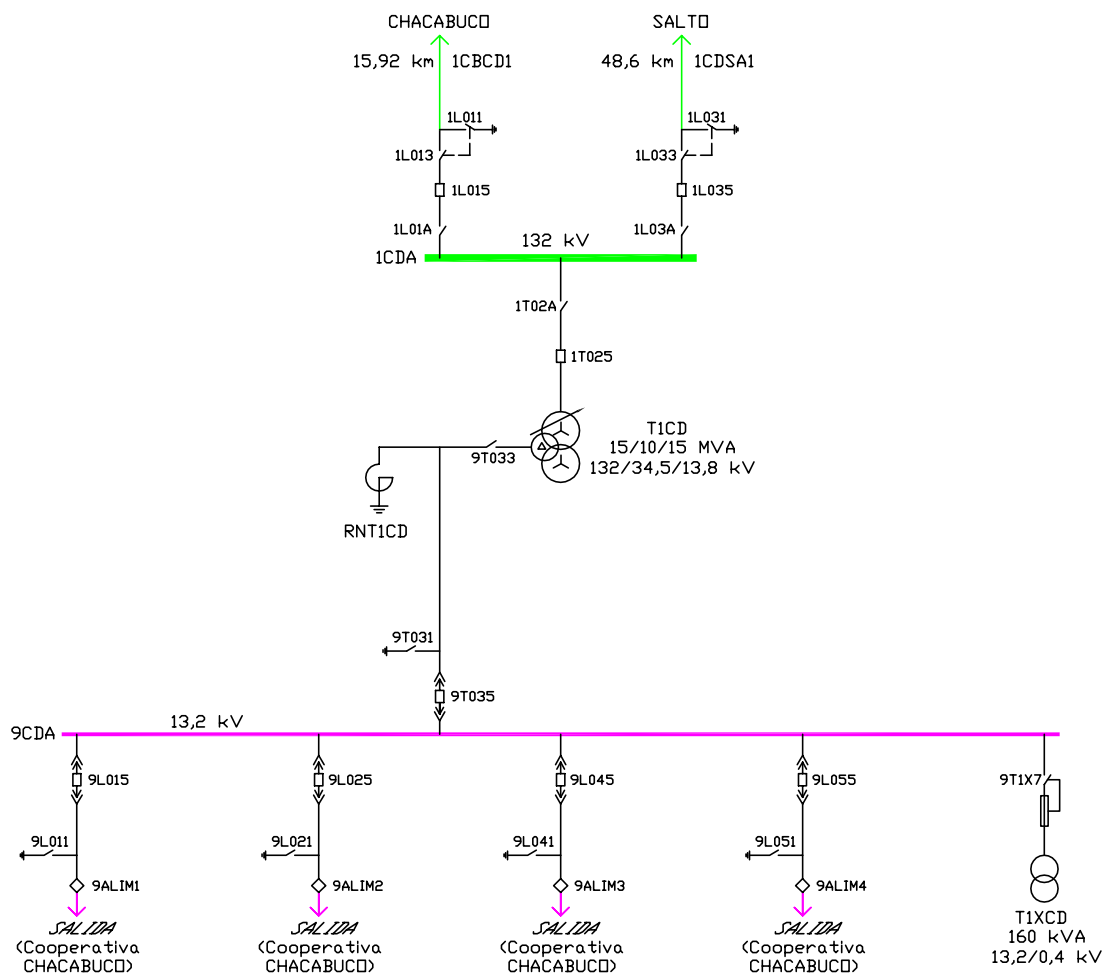 CHACABUCO
SALTO
15,92 km 1CBCD1
48,6 km 1CDSA1
1L011
1L031
1L013
1L033
1L015
1L035
1L01A
1L03A
132 kV
1CDA
1T02A
1T025
T1CD
15/10/15 MVA
132/34,5/13,8 kV
9T033
RNT1CD
9T031
9T035
13,2 kV
9CDA
9L015
9L025
9L045
9L055
9T1X7
9L011
9L021
9L041
9L051
9ALIM1
9ALIM2
9ALIM3
9ALIM4
SALIDA
(Cooperativa
CHACABUCO)
SALIDA
(Cooperativa
CHACABUCO)
SALIDA
(Cooperativa
CHACABUCO)
SALIDA
(Cooperativa
CHACABUCO)
T1XCD
160 kVA
13,2/0,4 kV